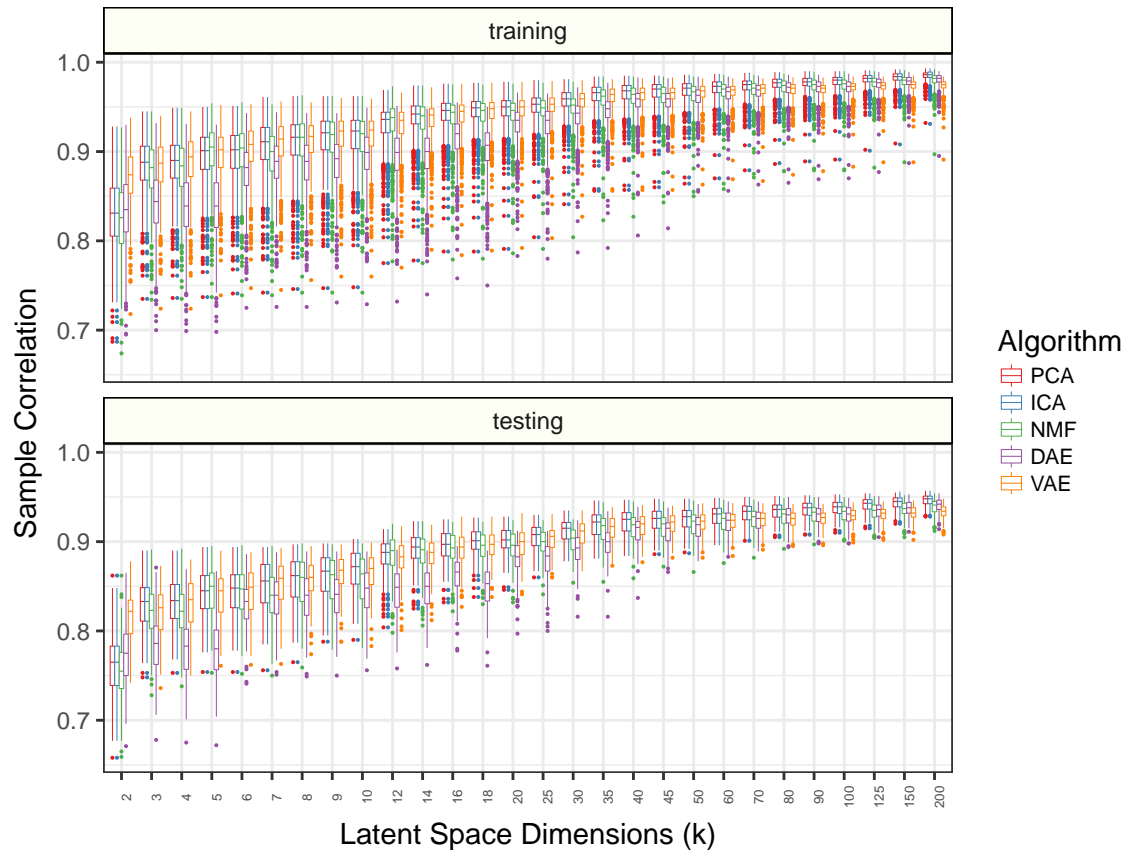 training
1.0
0.9
0.8
0.7
testing
1.0
0.9
0.8
0.7
Sample Correlation
2 3 4 5 6 7 8 9 10 12 14 16 18 20 25 30 35 40 45 50 60 70 80 90 100 125 150 200
Latent Space Dimensions (k)
Algorithm
PCA
ICA
NMF
DAE
VAE